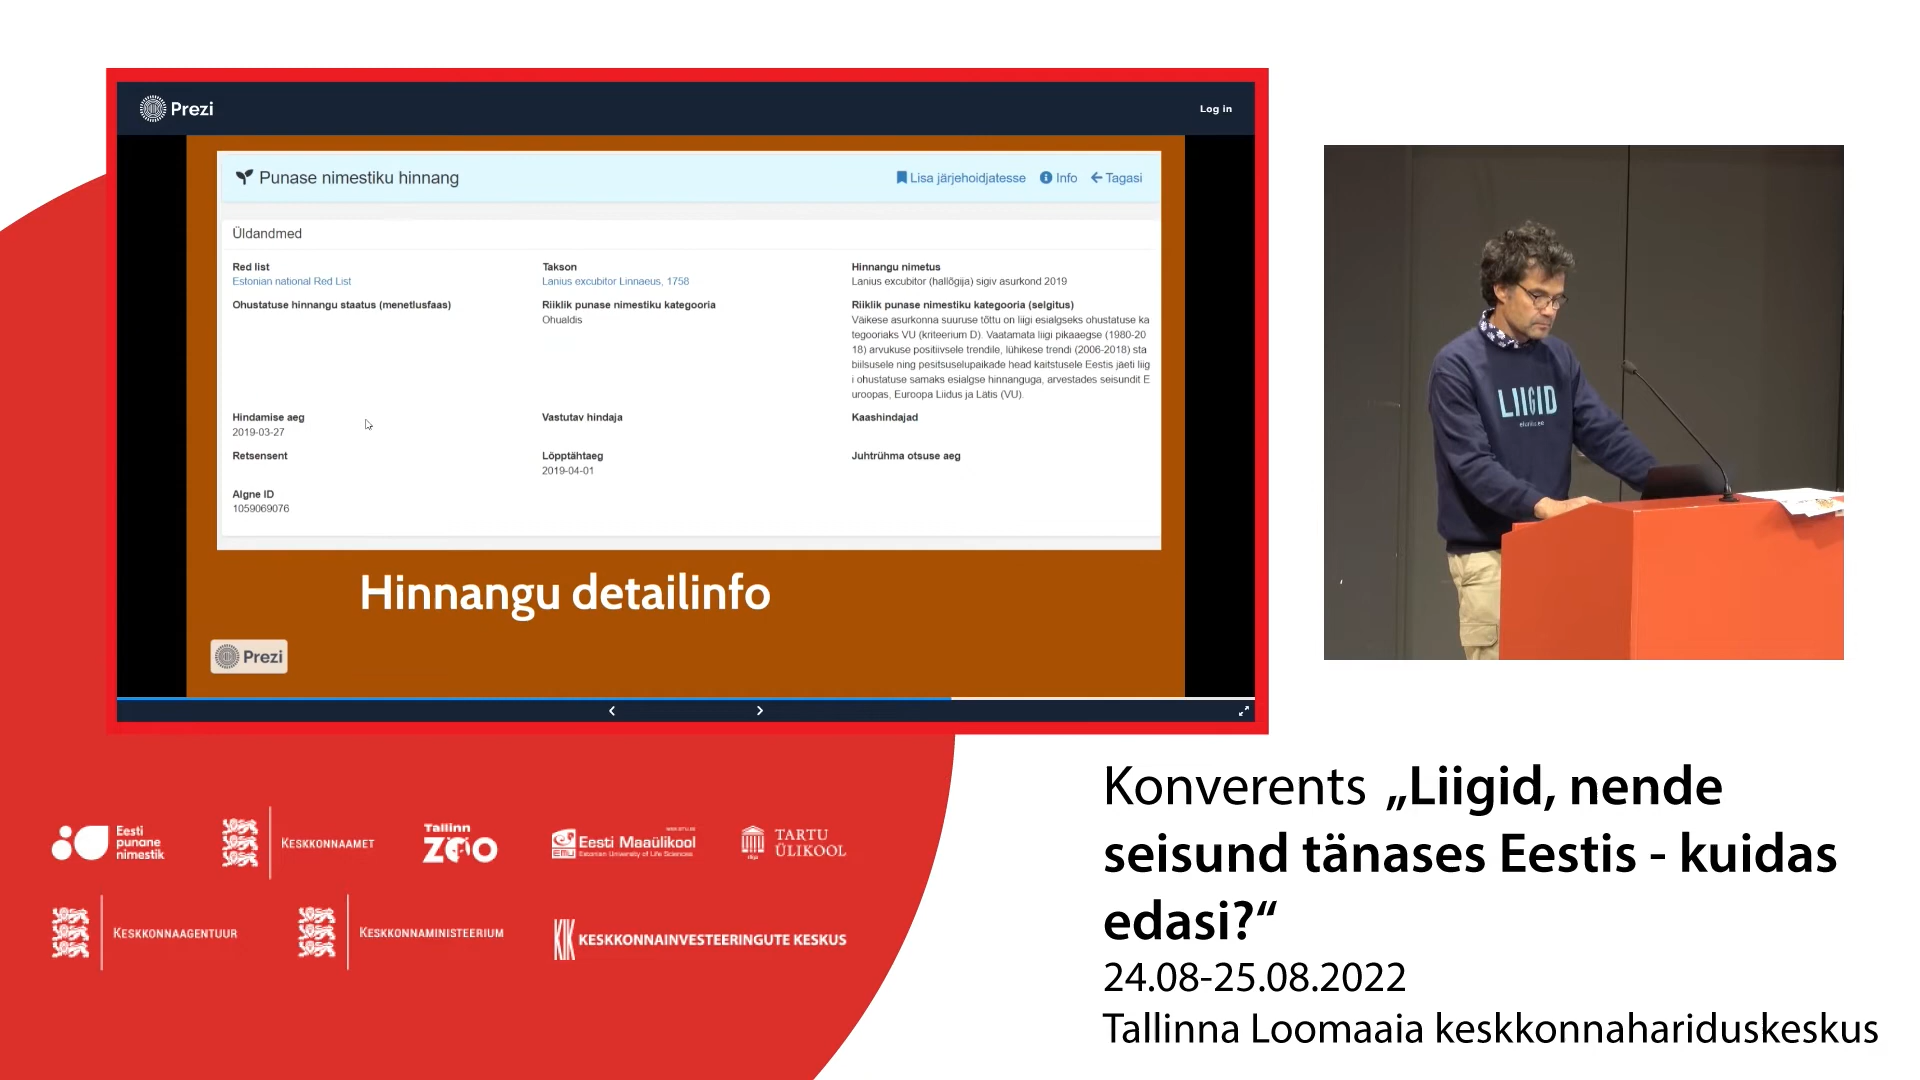 Prezi
Log in
Punase nimestiku hinnang
Lisa järjehoidjatesse
Info
Tagasi
Üldandmed
Red list
Estonian national Red List
Takson
Lanius excubitor Linnaeus, 1758
Hinnangu nimetus
Lanius excubitor (hallõgija) sigiv asurkond 2019
Ohustatuse hinnangu staatus (menetlusfaas)
Riiklik punase nimestiku kategooria
Ohualdis
Riiklik punase nimestiku kategooria (selgitus)
Väikese asurkonna suuruse tõttu on liigi esialgseks ohustatuse ka
tegooriaks VU (kriteerium D). Vaatamata liigi pikaaegse (1980-20
18) arvukuse positiivsele trendile, lühikese trendi (2006-2018) sta
biilsusele ning pesitsuselupaikade head kaitstusele Eestis jäeti liig
i ohustatuse samaks esialgse hinnanguga, arvestades seisundit E
uroopas, Euroopa Liidus ja Lätis (VU).
Hindamise aeg
2019-03-27
Vastutav hindaja
Kaashindajad
Retsensent
Lõpptähtaeg
2019-04-01
Juhtrühma otsuse aeg
Algne ID
1059069076
Hinnangu detailinfo
Prezi
LIIGID
elurikkus.ee
Eesti
punane
nimestik
KESKKONNAAMET
Tallinn
ZOO
EMU
Eesti Maaülikool
Estonian University of Life Sciences
TARTU
ÜLIKOOL
KESKKONNAAGENTUUR
KESKKONNAMINISTEERIUM
KIK
KESKKONNAINVESTEERINGUTE KESKUS
Konverents „Liigid, nende
seisund tänases Eestis - kuidas
edasi?“
24.08-25.08.2022
Tallinna Loomaaia keskkonnahariduskeskus